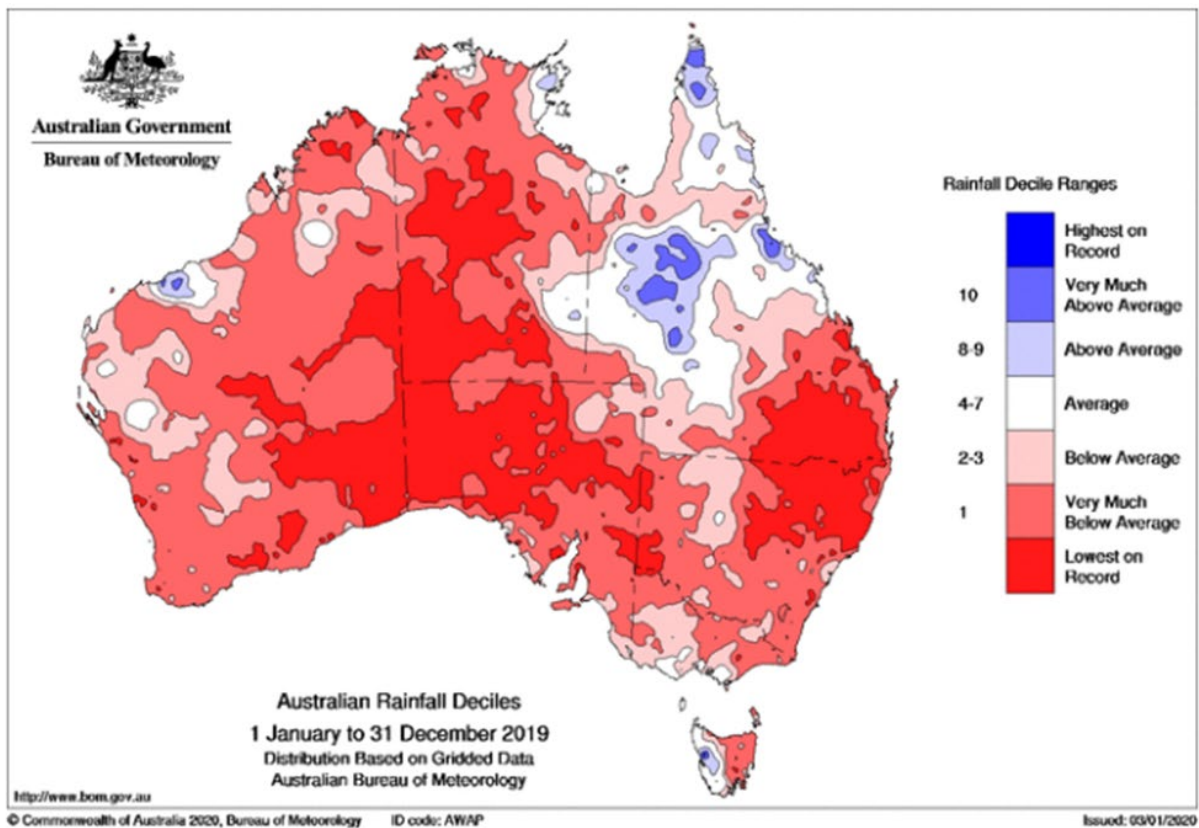 Australian Government
Bureau of Meteorology
Rainfall Decile Ranges
Highest on
Record
10
Very Much
Above Average
8-9
Above Average
4-7
Average
2-3
Below Average
1
Very Much
Below Average
Lowest on
Record
Australian Rainfall Deciles
1 January to 31 December 2019
Distribution Based on Gridded Data
Australian Bureau of Meteorology
http://www.bom.gov.au
© Commonwealth of Australia 2020, Bureau of Meteorology ID code: AWAP Issued: 03/01/2020